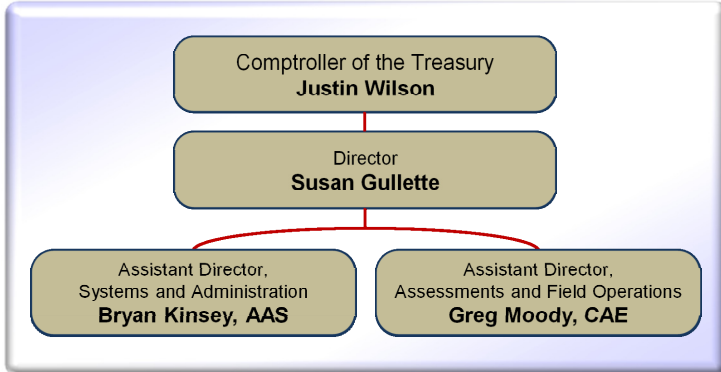 Comptroller of the Treasury
Justin Wilson
Director
Susan Gullette
Assistant Director,
Systems and Administration
Bryan Kinsey, AAS
Assistant Director,
Assessments and Field Operations
Greg Moody, CAE